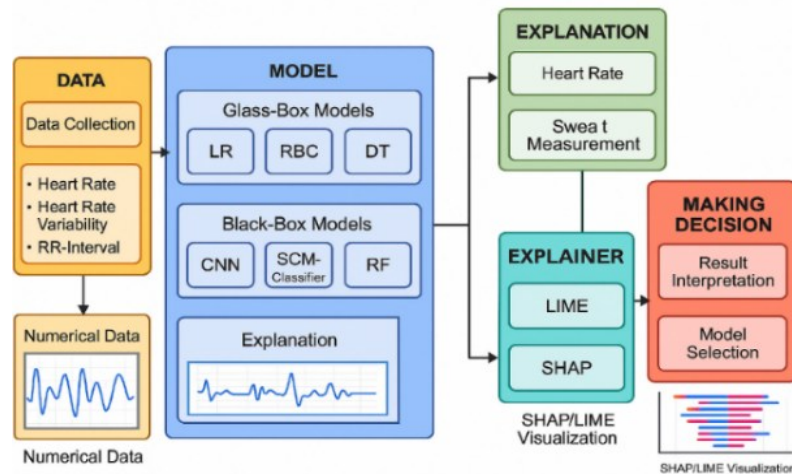 DATA
Data Collection
• Heart Rate
• Heart Rate
Variability
• RR-Interval
Numerical Data
Numerical Data
MODEL
Glass-Box Models
LR
RBC
DT
Black-Box Models
CNN
SCM-
Classifier
RF
Explanation
EXPLANATION
Heart Rate
Swea t
Measurement
EXPLAINER
LIME
SHAP
SHAP/LIME
Visualization
MAKING
DECISION
Result
Interpretation
Model
Selection
SHAP/LIME Visualization